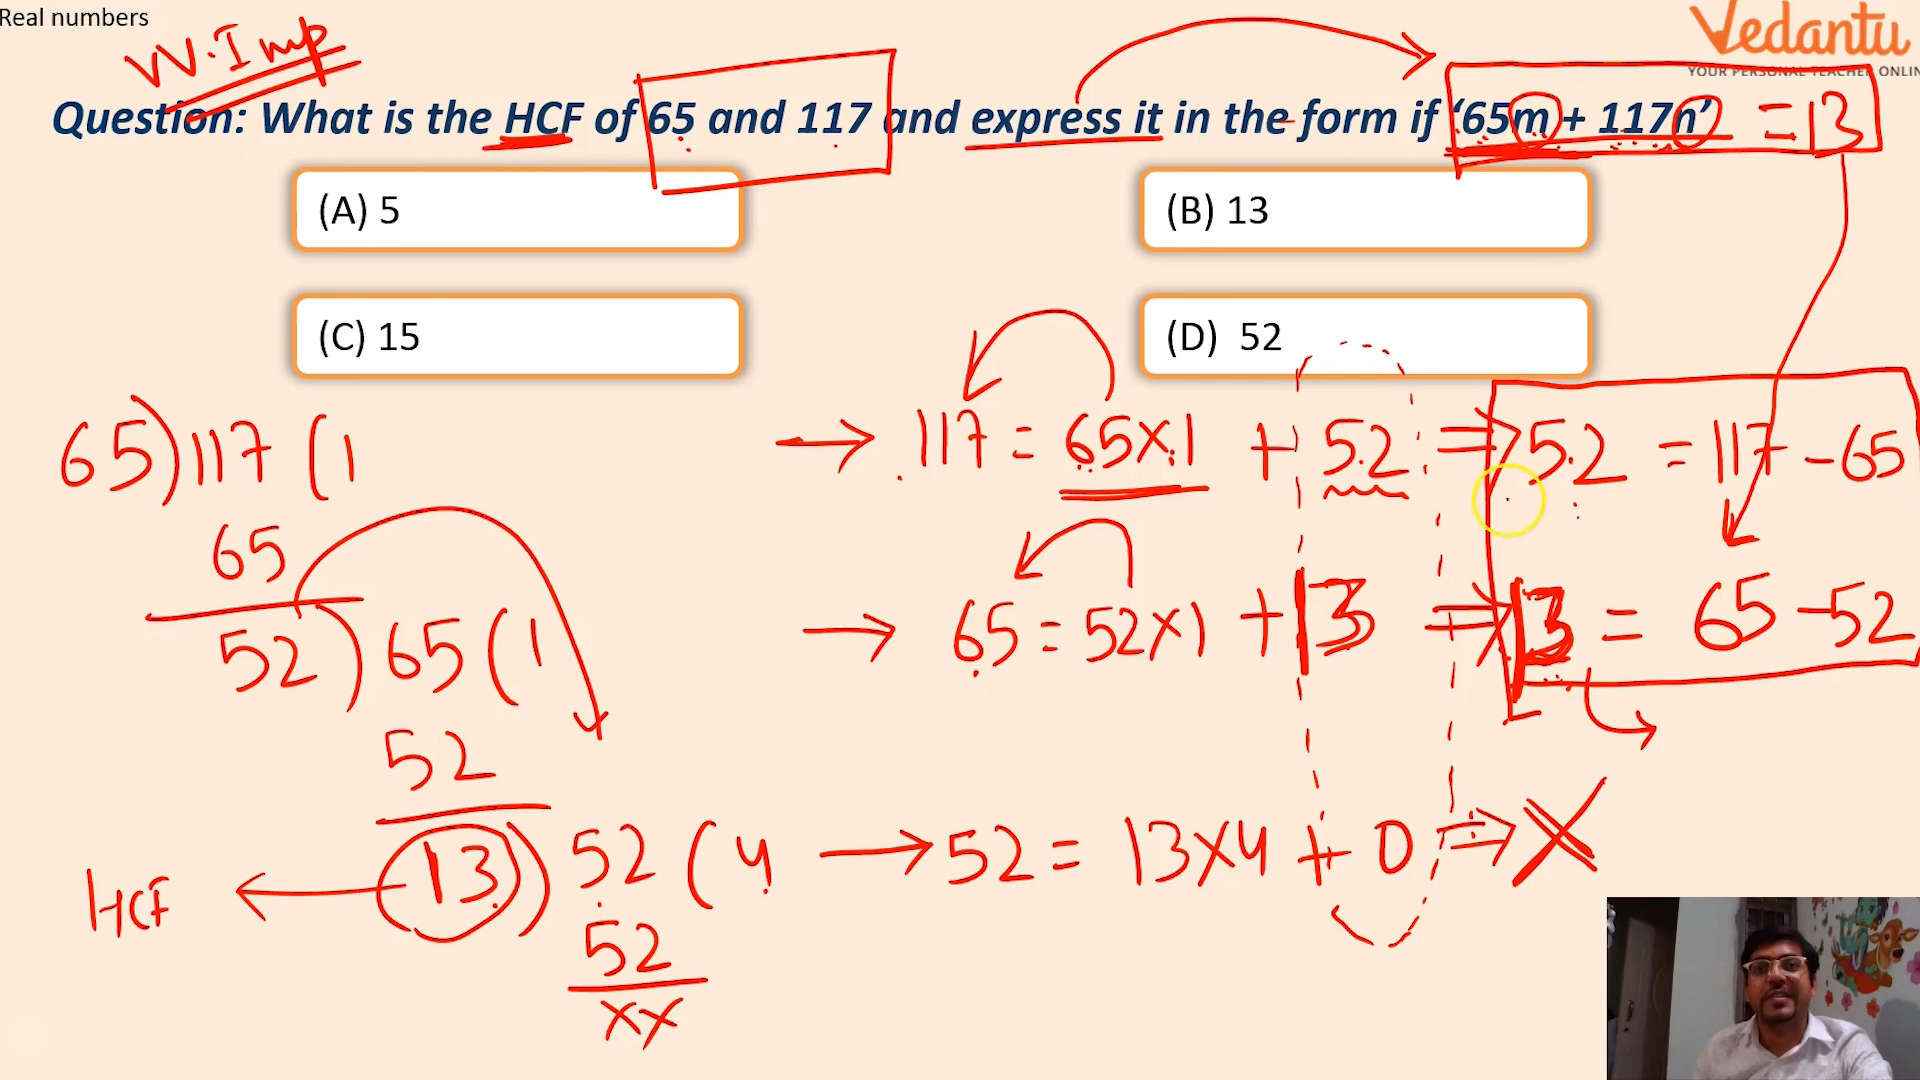 Real numbers
Vedantu
YOUR PERSONAL TEACHER ONLIN
VV. Imp
Question: What is the HCF of 65 and 117 and express it in the form if ‘65m + 117n’ = 13
(A) 5
(B) 13
(C) 15
(D) 52
65)117(1
65
52)65(1
52
13)52(4
52
xx
HCF
→ 117 = 65×1 + 52 ⇒ 52 = 117 - 65
→ 65 = 52×1 + 13 ⇒ 13 = 65 - 52
→ 52 = 13×4 + 0 ⇒ X